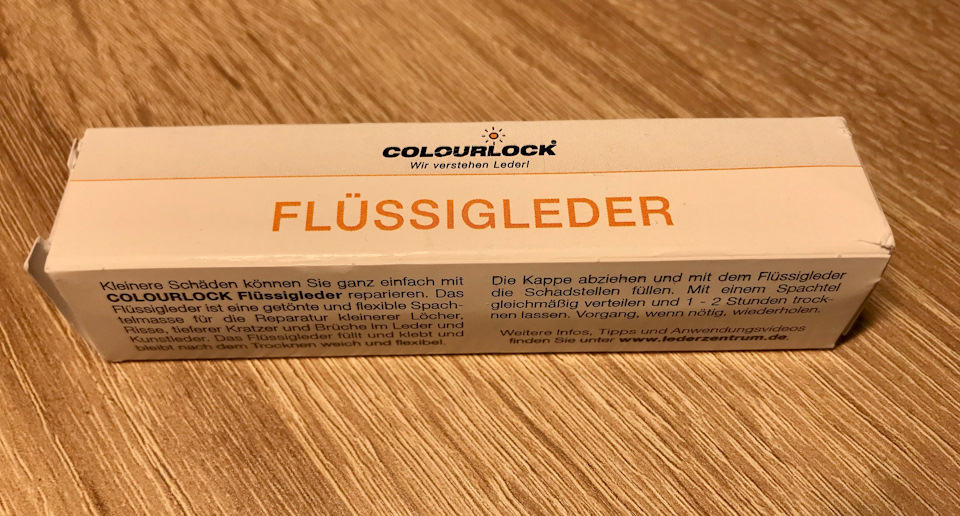 COLOURLOCK®
Wir verstehen Leder!
FLÜSSIGLEDER
Kleinere Schäden können Sie ganz einfach mit
COLOURLOCK Flüssigleder reparieren. Das
Flüssigleder ist eine getönte und flexible Spach-
telmasse für die Reparatur kleinerer Löcher,
Risse, tieferer Kratzer und Brüche im Leder und
Kunstleder. Das Flüssigleder füllt und klebt und
bleibt nach dem Trocknen weich und flexibel.
Die Kappe abziehen und mit dem Flüssigleder
die Schadstellen füllen. Mit einem Spachtel
gleichmäßig verteilen und 1 - 2 Stunden trock-
nen lassen. Vorgang, wenn nötig, wiederholen.
Weitere Infos, Tipps und Anwendungsvideos
finden Sie unter www.lederzentrum.de.